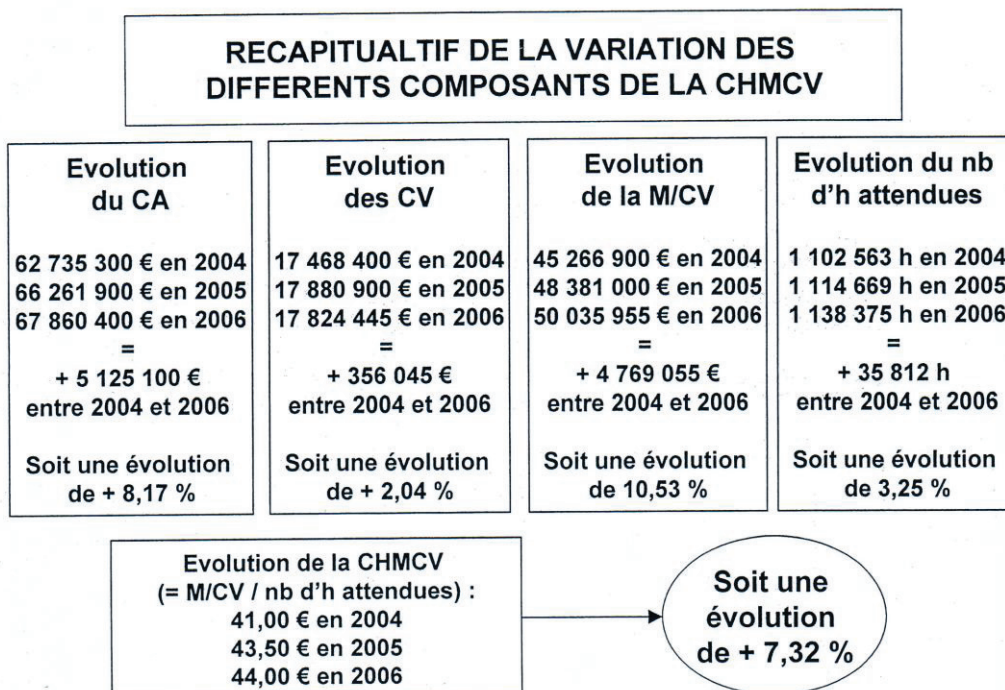 RECAPITUALTIF DE LA VARIATION DES
DIFFERENTS COMPOSANTS DE LA CHMCV
Evolution
du CA
62 735 300 € en 2004
66 261 900 € en 2005
67 860 400 € en 2006
=
+ 5 125 100 €
entre 2004 et 2006
Soit une évolution
de + 8,17 %
Evolution
des CV
17 468 400 € en 2004
17 880 900 € en 2005
17 824 445 € en 2006
=
+ 356 045 €
entre 2004 et 2006
Soit une évolution
de + 2,04 %
Evolution
de la M/CV
45 266 900 € en 2004
48 381 000 € en 2005
50 035 955 € en 2006
=
+ 4 769 055 €
entre 2004 et 2006
Soit une évolution
de 10,53 %
Evolution du nb
d'h attendues
1 102 563 h en 2004
1 114 669 h en 2005
1 138 375 h en 2006
=
+ 35 812 h
entre 2004 et 2006
Soit une évolution
de 3,25 %
Evolution de la CHMCV
(= M/CV / nb d'h attendues) :
41,00 € en 2004
43,50 € en 2005
44,00 € en 2006
Soit une
évolution
de + 7,32 %